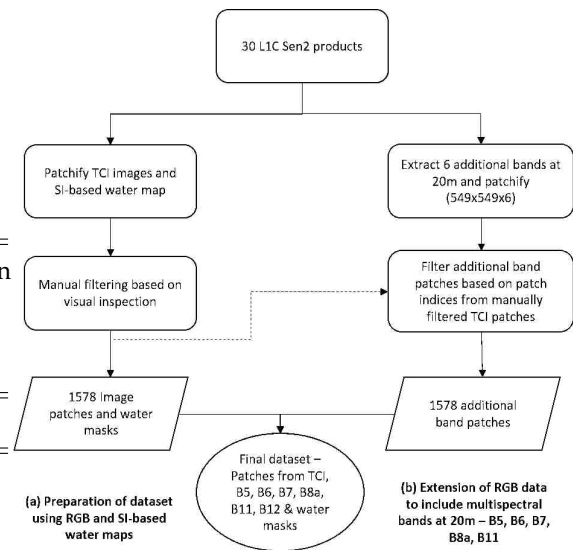 30 L1C Sen2 products
Patchify TCI images and
SI-based water map
Extract 6 additional bands at
20m and patchify
(549x549x6)
n
Manual filtering based on
visual inspection
Filter additional band
patches based on patch
indices from manually
filtered TCI patches
1578 Image
patches and water
masks
1578 additional
band patches
Final dataset –
Patches from TCI,
B5, B6, B7, B8a,
B11, B12 & water
masks
(a) Preparation of dataset
using RGB and SI-based
water maps
(b) Extension of RGB data
to include multispectral
bands at 20m – B5, B6, B7,
B8a, B11